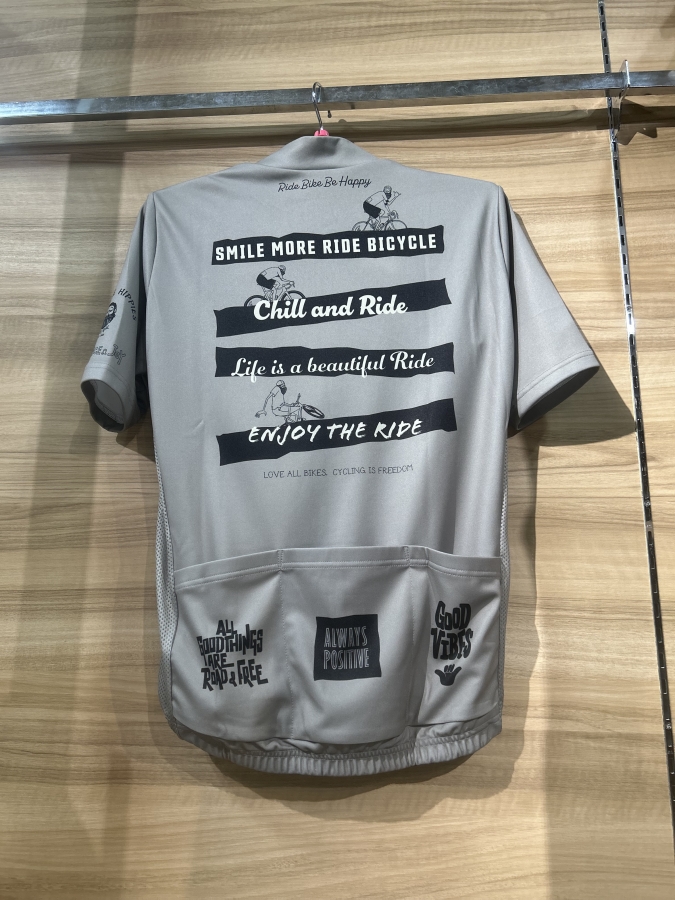 Ride Bike Be Happy
SMILE MORE RIDE BICYCLE
Chill and Ride
Life is a beautiful Ride
ENJOY THE RIDE
LOVE ALL BIKES. CYCLING IS FREEDOM
HIPPIES
ALL
GOOD THINGS
ARE
ROAD & FREE
ALWAYS
POSITIVE
GOOD
VIBES